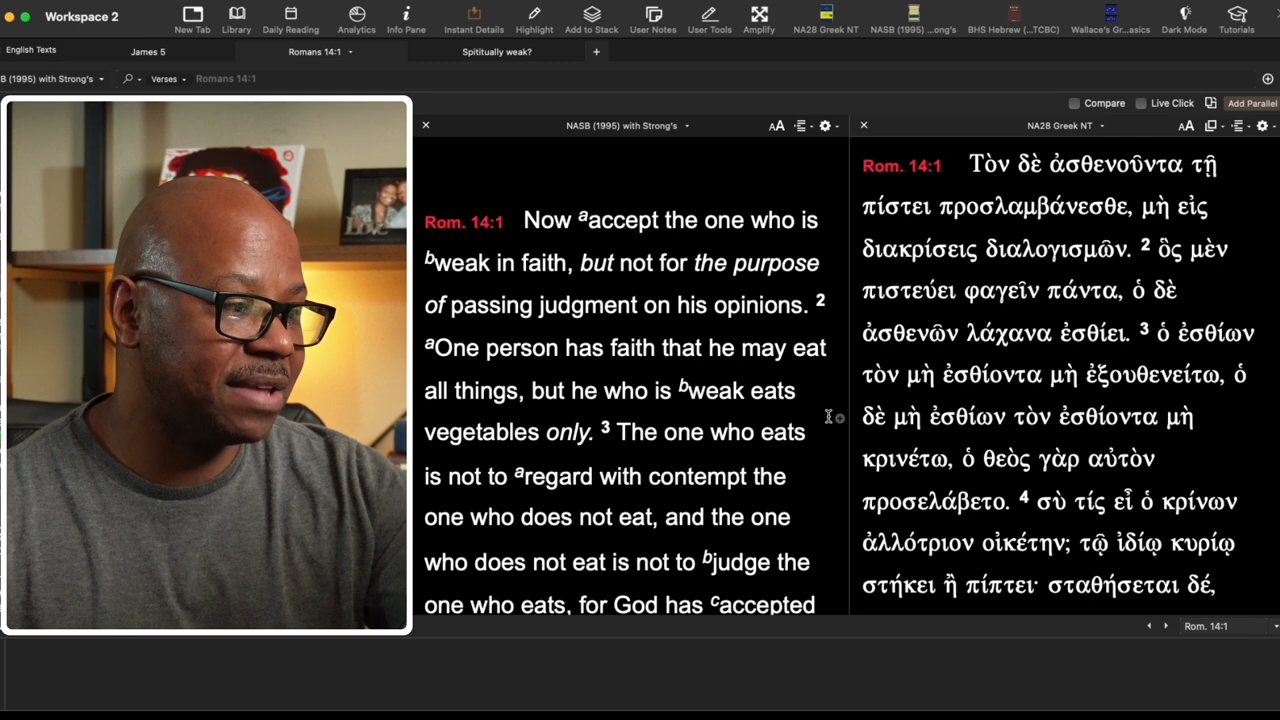 Workspace 2
New Tab
Library
Daily Reading
Analytics
Info Pane
Instant Details
Highlight
Add to Stack
User Notes
User Tools
Amplify
NA28 Greek NT
NASB (1995) ...ong's
BHS Hebrew (...TCBC)
Wallace's Gr...asics
Dark Mode
Tutorials
English Texts
James 5
Romans 14:1
Spitiually weak?
B (1995) with Strong's
Verses
Romans 14:1
Compare
Live Click
Add Parallel
NASB (1995) with Strong's
Rom. 14:1 Now ᵃaccept the one who is
ᵇweak in faith, but not for the purpose
of passing judgment on his opinions. ²
ᵃOne person has faith that he may eat
all things, but he who is ᵇweak eats
vegetables only. ³ The one who eats
is not to ᵃregard with contempt the
one who does not eat, and the one
who does not eat is not to ᵇjudge the
one who eats, for God has ᶜaccepted
NA28 Greek NT
Rom. 14:1 Τὸν δὲ ἀσθενοῦντα τῇ
πίστει προσλαμβάνεσθε, μὴ εἰς
διακρίσεις διαλογισμῶν. ² ὃς μὲν
πιστεύει φαγεῖν πάντα, ὁ δὲ
ἀσθενῶν λάχανα ἐσθίει. ³ ὁ ἐσθίων
τὸν μὴ ἐσθίοντα μὴ ἐξουθενείτω, ὁ
δὲ μὴ ἐσθίων τὸν ἐσθίοντα μὴ
κρινέτω, ὁ θεὸς γὰρ αὐτὸν
προσελάβετο. ⁴ σὺ τίς εἶ ὁ κρίνων
ἀλλότριον οἰκέτην; τῷ ἰδίῳ κυρίῳ
στήκει ἢ πίπτει· σταθήσεται δέ,
Rom. 14:1